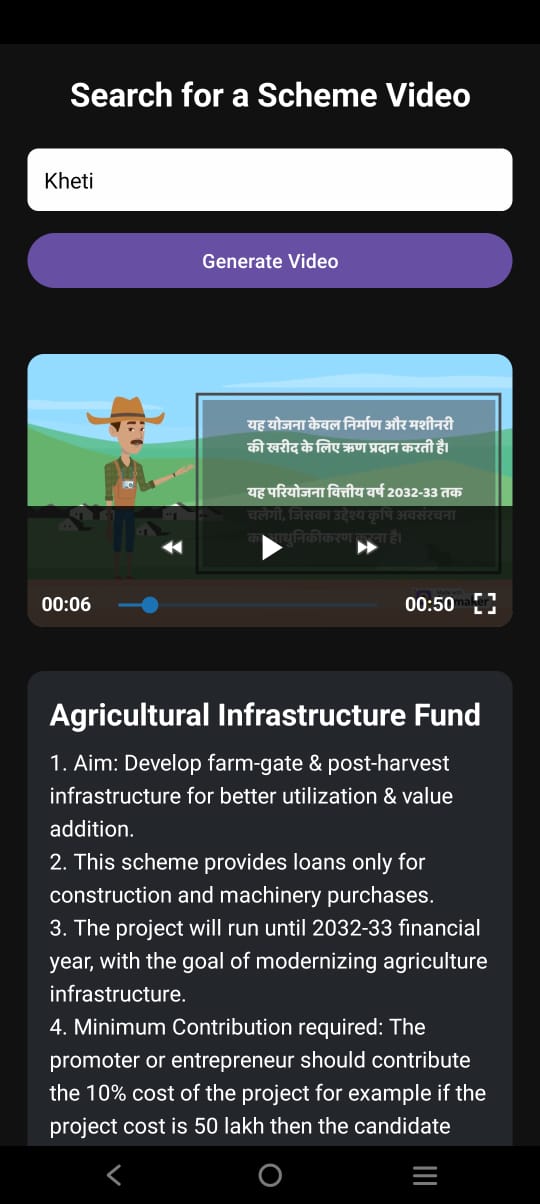 Search for a Scheme Video
Kheti
Generate Video
यह योजना केवल निर्माण और मशीनरी
की खरीद के लिए ऋण प्रदान करती है।
यह परियोजना वित्तीय वर्ष 2032-33 तक
चलेगी, जिसका उद्देश्य कृषि अवसंरचना
का आधुनिकीकरण करना है।
00:06
00:50
maker
Agricultural Infrastructure Fund
1. Aim: Develop farm-gate & post-harvest
infrastructure for better utilization & value
addition.
2. This scheme provides loans only for
construction and machinery purchases.
3. The project will run until 2032-33 financial
year, with the goal of modernizing agriculture
infrastructure.
4. Minimum Contribution required: The
promoter or entrepreneur should contribute
the 10% cost of the project for example if the
project cost is 50 lakh then the candidate